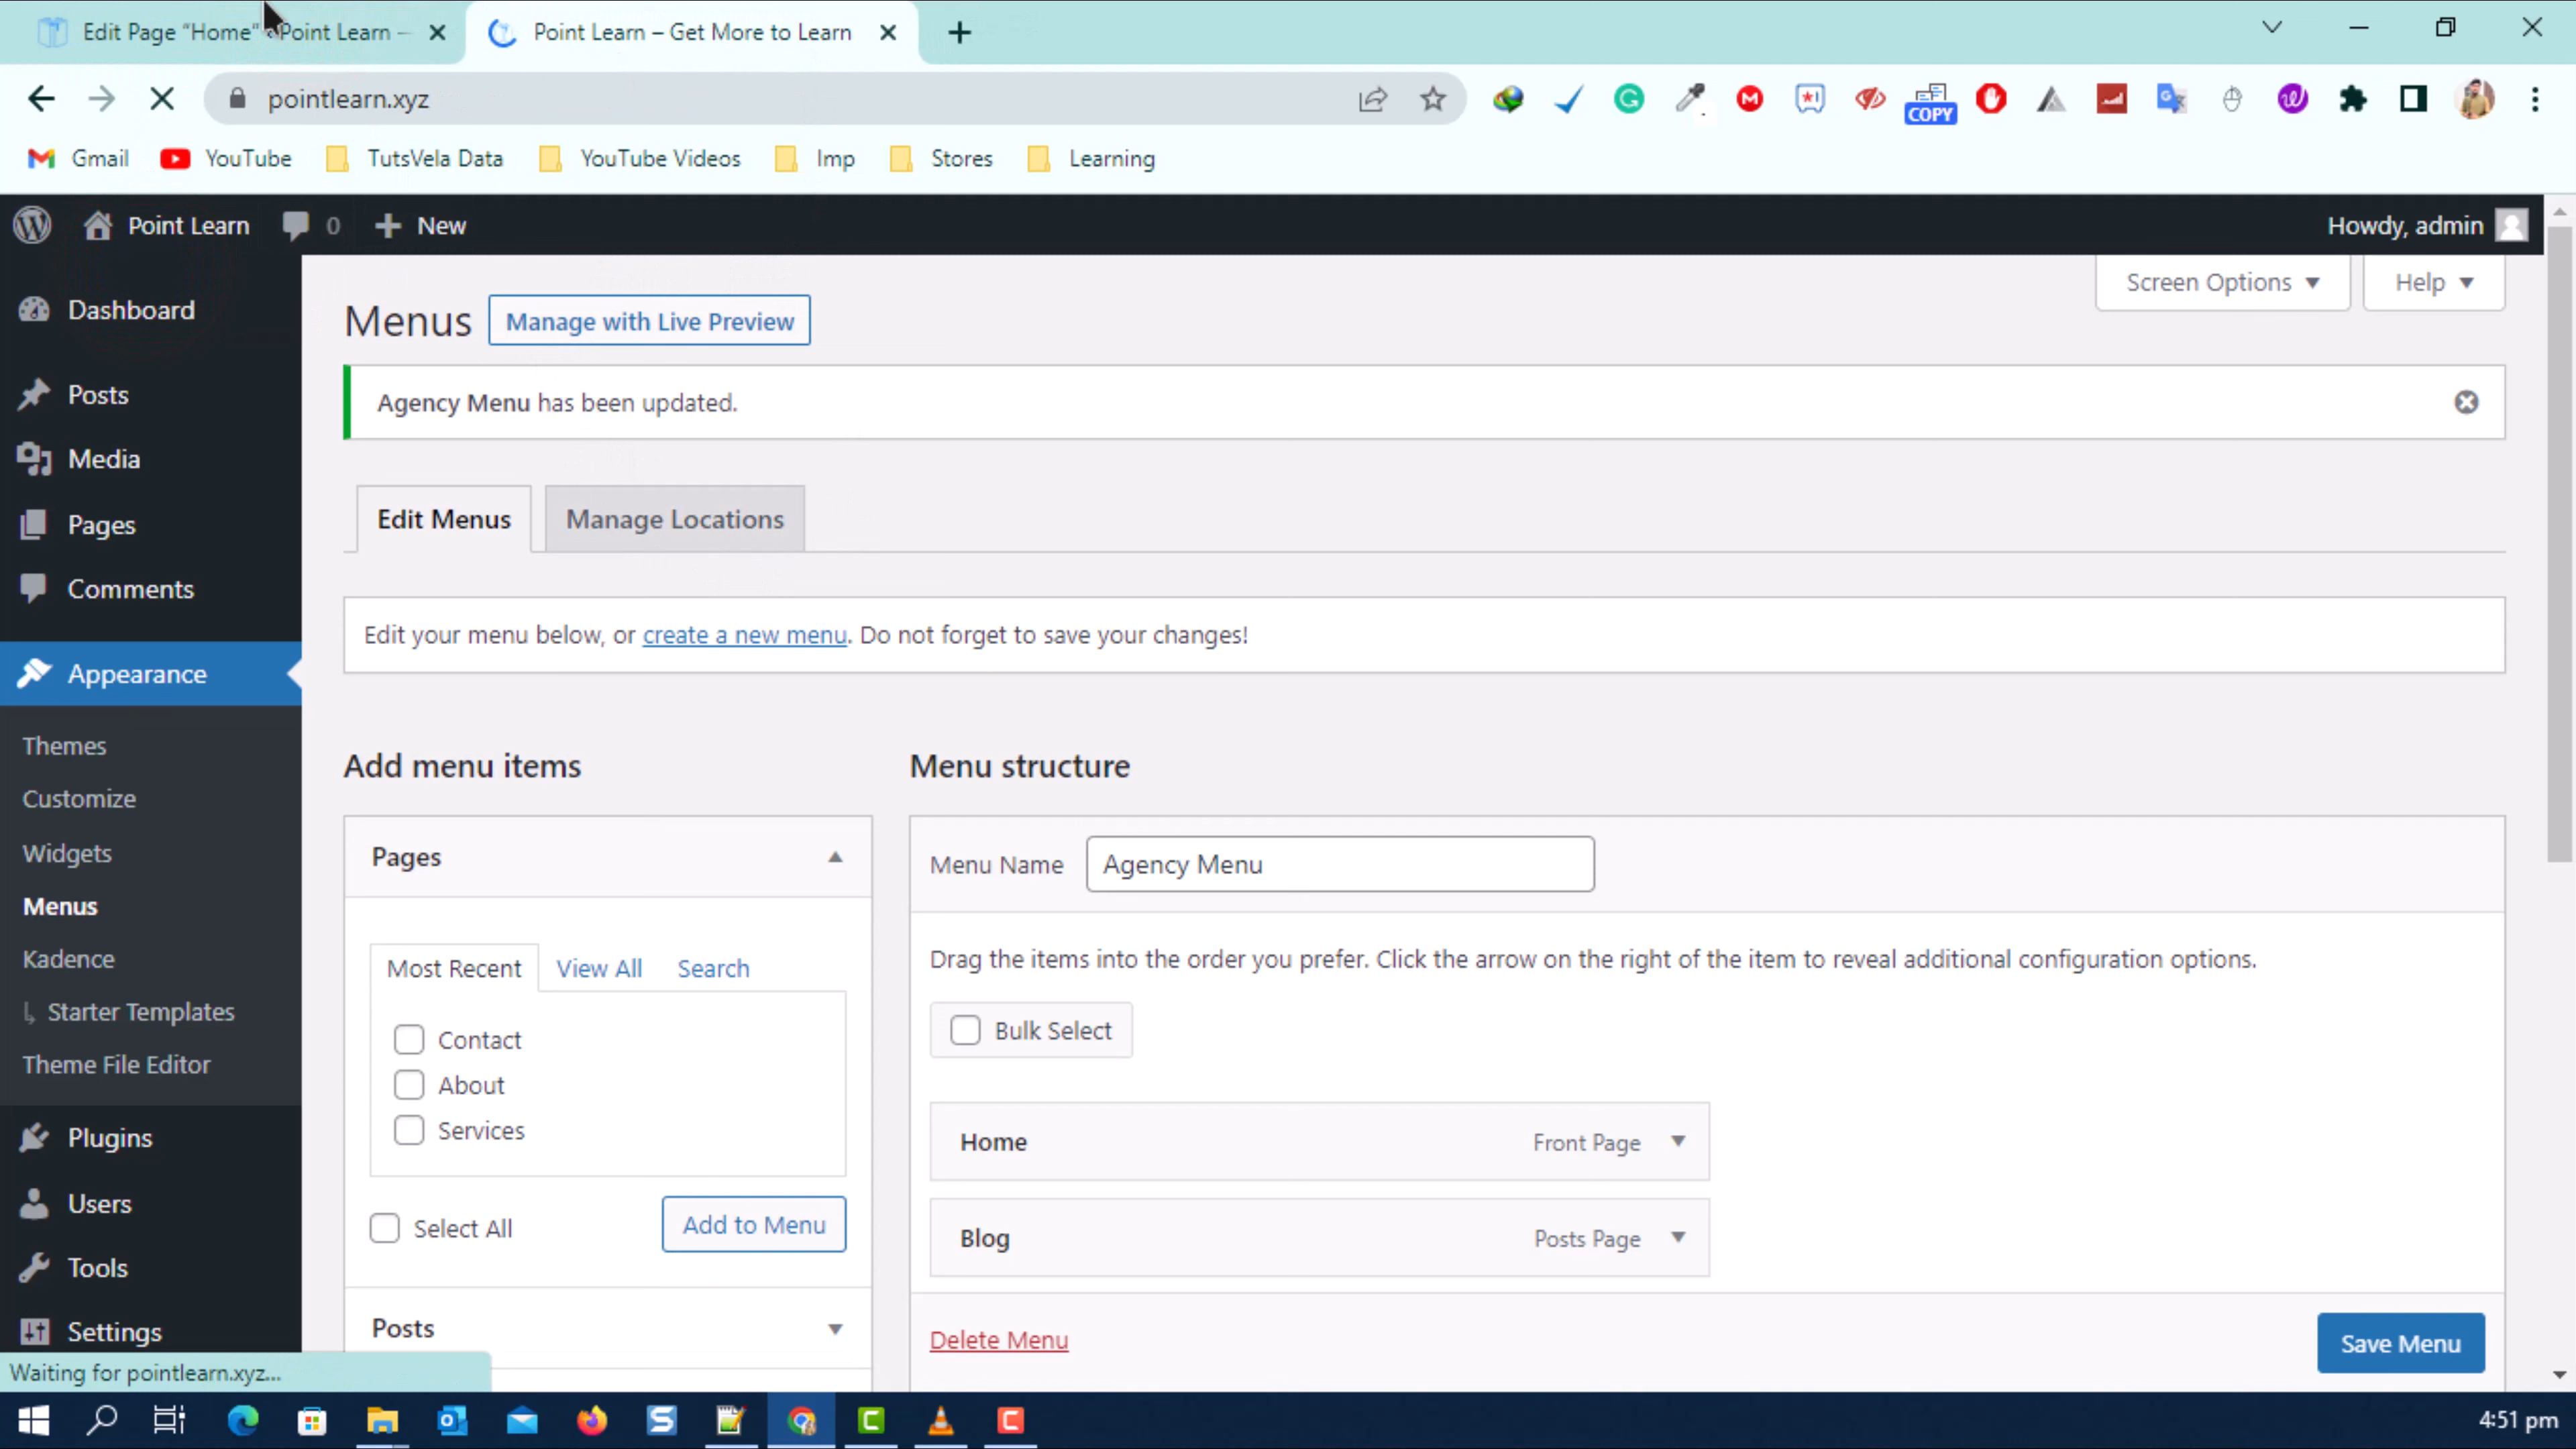 Edit Page “Home” ‹ Point Learn —
Point Learn – Get More to Learn
pointlearn.xyz
COPY
Gmail
YouTube
TutsVela Data
YouTube Videos
Imp
Stores
Learning
Point Learn
0
New
Howdy, admin
Dashboard
Posts
Media
Pages
Comments
Appearance
Themes
Customize
Widgets
Menus
Kadence
↳ Starter Templates
Theme File Editor
Plugins
Users
Tools
Settings
Screen Options
Help
Menus
Manage with Live Preview
Agency Menu has been updated.
Edit Menus
Manage Locations
Edit your menu below, or create a new menu. Do not forget to save your changes!
Add menu items
Pages
Most Recent
View All
Search
Contact
About
Services
Select All
Add to Menu
Posts
Menu structure
Menu Name
Agency Menu
Drag the items into the order you prefer. Click the arrow on the right of the item to reveal additional configuration options.
Bulk Select
Home
Front Page
Blog
Posts Page
Delete Menu
Save Menu
Waiting for pointlearn.xyz...
4:51 pm